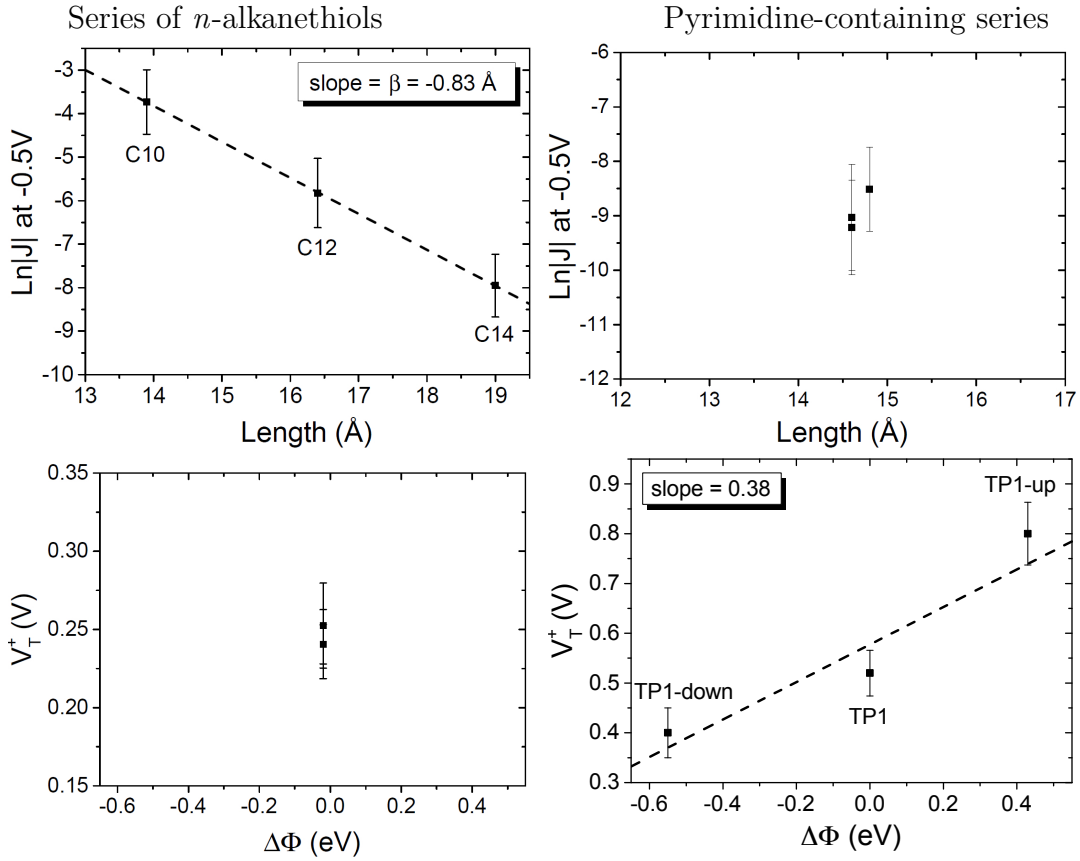 Series of n-alkanethiols
Pyrimidine-containing series
Ln|J| at -0.5V
-3
-4
-5
-6
-7
-8
-9
-10
slope = β = -0.83 Å
C10
C12
C14
13 14 15 16 17 18 19
Length (Å)
Ln|J| at -0.5V
-6
-7
-8
-9
-10
-11
-12
12 13 14 15 16 17
Length (Å)
V_T^+ (V)
0.35
0.30
0.25
0.20
0.15
-0.6 -0.4 -0.2 0.0 0.2 0.4
ΔΦ (eV)
V_T^+ (V)
0.9
0.8
0.7
0.6
0.5
0.4
0.3
slope = 0.38
TP1-up
TP1-down
TP1
-0.6 -0.4 -0.2 0.0 0.2 0.4
ΔΦ (eV)